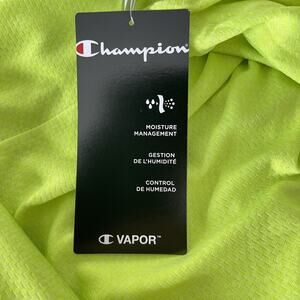 Champion
MOISTURE
MANAGEMENT
GESTION
DE L'HUMIDITÉ
CONTROL
DE HUMEDAD
VAPOR™